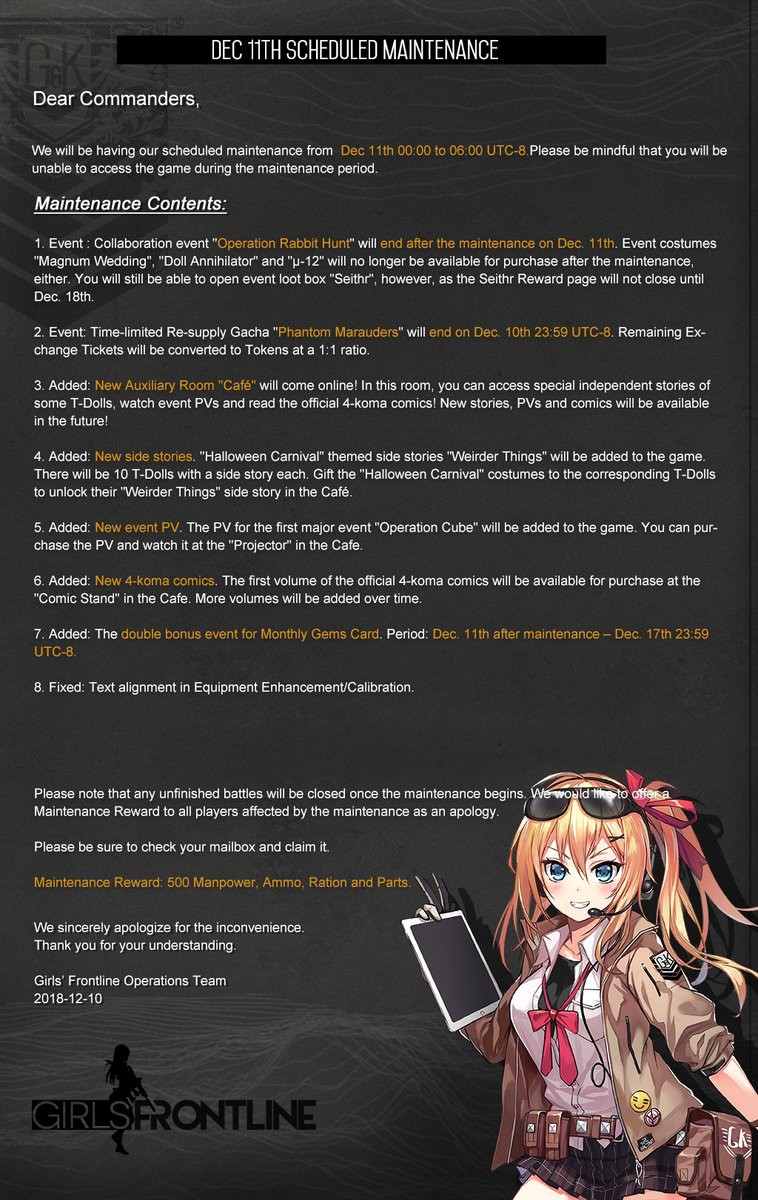 DEC 11TH SCHEDULED MAINTENANCE
Dear Commanders,
We will be having our scheduled maintenance from Dec 11th 00:00 to 06:00 UTC-8.Please be mindful that you will be
unable to access the game during the maintenance period.
Maintenance Contents:
1. Event : Collaboration event "Operation Rabbit Hunt" will end after the maintenance on Dec. 11th. Event costumes
"Magnum Wedding", "Doll Annihilator" and "μ-12" will no longer be available for purchase after the maintenance,
either. You will still be able to open event loot box "Seithr", however, as the Seithr Reward page will not close until
Dec. 18th.
2. Event: Time-limited Re-supply Gacha "Phantom Marauders" will end on Dec. 10th 23:59 UTC-8. Remaining Ex-
change Tickets will be converted to Tokens at a 1:1 ratio.
3. Added: New Auxiliary Room "Café" will come online! In this room, you can access special independent stories of
some T-Dolls, watch event PVs and read the official 4-koma comics! New stories, PVs and comics will be available
in the future!
4. Added: New side stories. "Halloween Carnival" themed side stories "Weirder Things" will be added to the game.
There will be 10 T-Dolls with a side story each. Gift the "Halloween Carnival" costumes to the corresponding T-Dolls
to unlock their "Weirder Things" side story in the Café.
5. Added: New event PV. The PV for the first major event "Operation Cube" will be added to the game. You can pur-
chase the PV and watch it at the "Projector" in the Cafe.
6. Added: New 4-koma comics. The first volume of the official 4-koma comics will be available for purchase at the
"Comic Stand" in the Cafe. More volumes will be added over time.
7. Added: The double bonus event for Monthly Gems Card. Period: Dec. 11th after maintenance – Dec. 17th 23:59
UTC-8.
8. Fixed: Text alignment in Equipment Enhancement/Calibration.
Please note that any unfinished battles will be closed once the maintenance begins. We would like to offer a
Maintenance Reward to all players affected by the maintenance as an apology.
Please be sure to check your mailbox and claim it.
Maintenance Reward: 500 Manpower, Ammo, Ration and Parts.
We sincerely apologize for the inconvenience.
Thank you for your understanding.
Girls' Frontline Operations Team
2018-12-10
GIRLSFRONTLINE
GK
GK